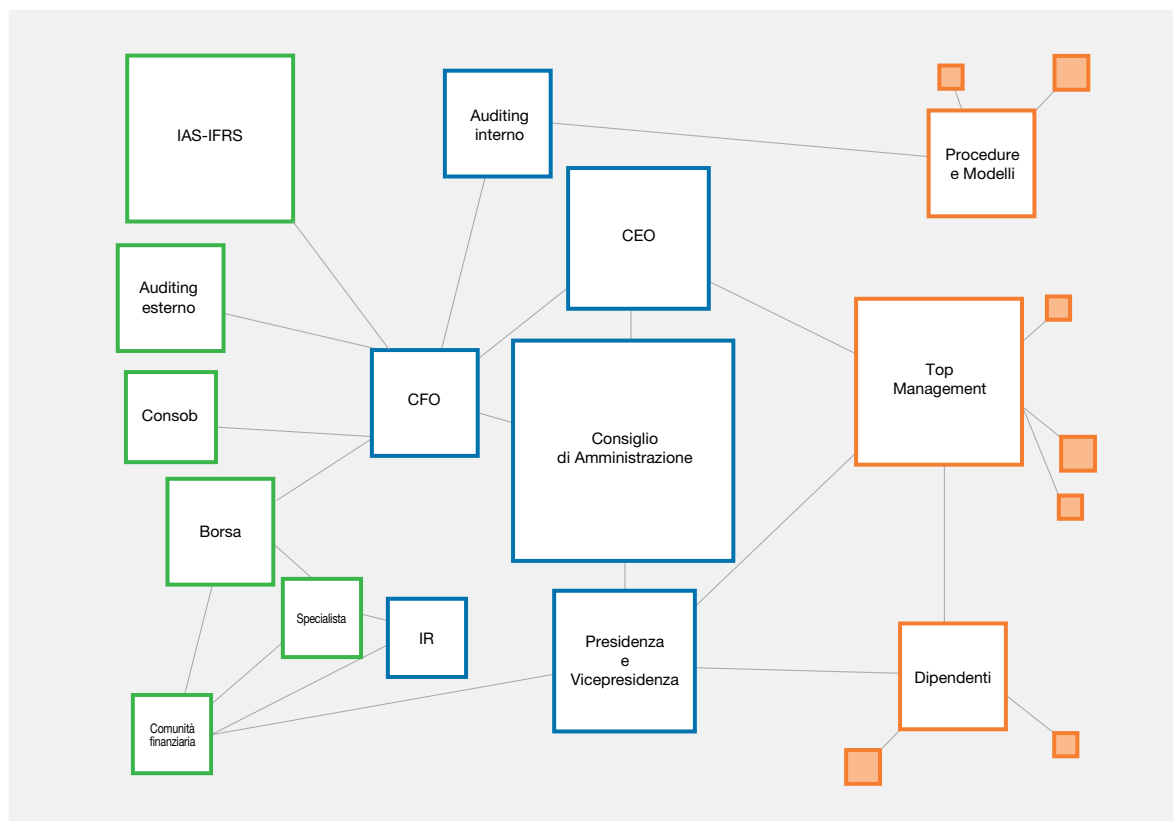 IAS-IFRS
Auditing
interno
Procedure
e Modelli
CEO
Auditing
esterno
Top
Management
CFO
Consob
Consiglio
di Amministrazione
Borsa
Specialista
IR
Presidenza
e
Vicepresidenza
Dipendenti
Comunità
finanziaria